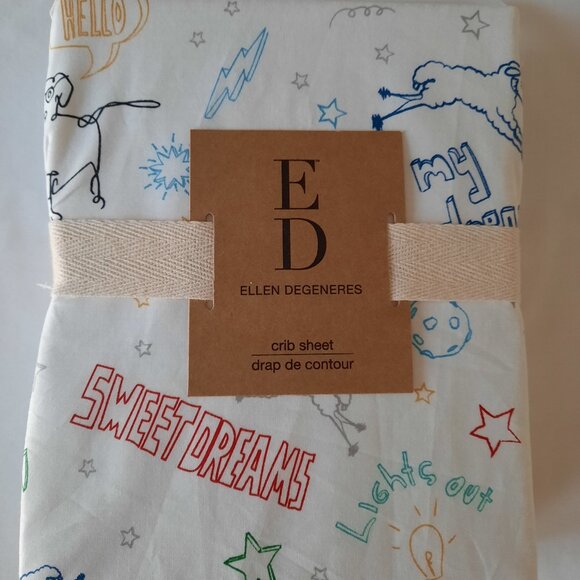 HELLO
my
E
D
ELLEN DEGENERES
crib sheet
drap de contour
SWEET DREAMS
Lights out